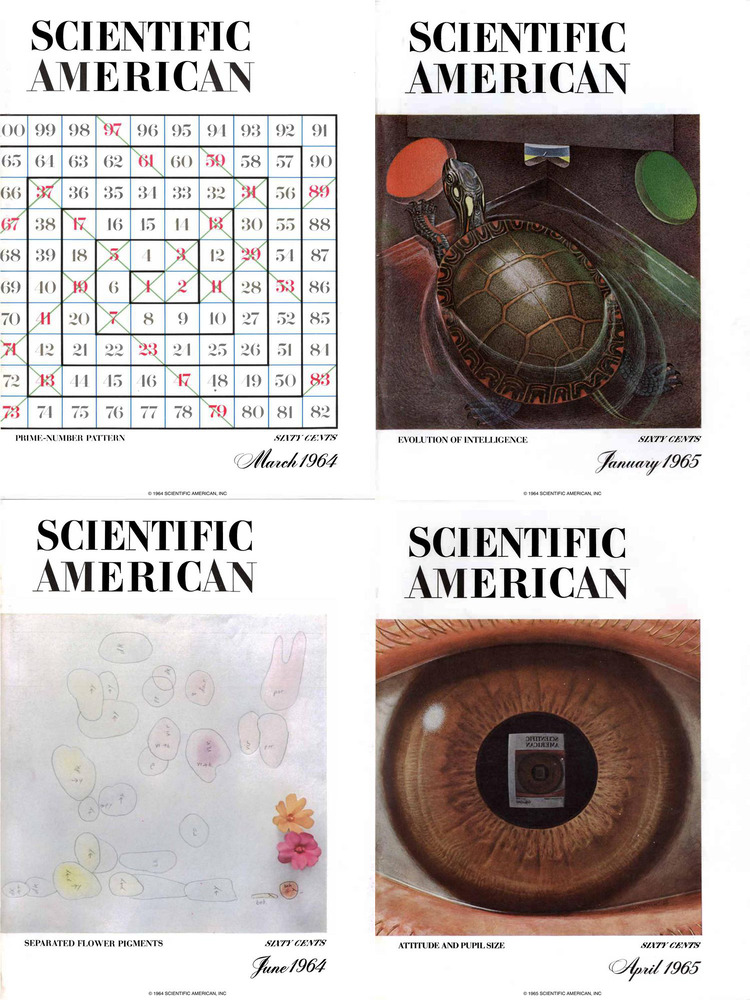 SCIENTIFIC
AMERICAN
00 99 98 97 96 95 94 93 92 91
65 64 63 62 61 60 59 58 57 90
66 37 36 35 34 33 32 31 56 89
67 38 17 16 15 14 13 30 55 88
68 39 18 5 4 3 12 29 54 87
69 40 19 6 1 2 11 28 53 86
70 41 20 7 8 9 10 27 52 85
71 42 21 22 23 24 25 26 51 84
72 43 44 45 46 47 48 49 50 83
73 74 75 76 77 78 79 80 81 82
PRIME-NUMBER PATTERN
SIXTY CENTS
March 1964
© 1964 SCIENTIFIC AMERICAN, INC
SCIENTIFIC
AMERICAN
EVOLUTION OF INTELLIGENCE
SIXTY CENTS
January 1965
© 1964 SCIENTIFIC AMERICAN, INC
SCIENTIFIC
AMERICAN
SEPARATED FLOWER PIGMENTS
SIXTY CENTS
June 1964
© 1964 SCIENTIFIC AMERICAN, INC
SCIENTIFIC
AMERICAN
SCIENTIFIC
AMERICAN
ATTITUDE AND PUPIL SIZE
SIXTY CENTS
April 1965
© 1965 SCIENTIFIC AMERICAN, INC